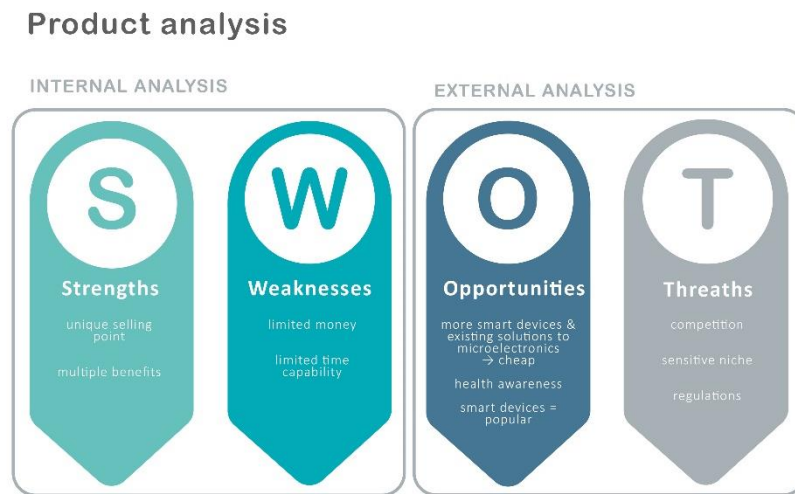 Product analysis
INTERNAL ANALYSIS
EXTERNAL ANALYSIS
S
Strengths
unique selling
point
multiple benefits
W
Weaknesses
limited money
limited time
capability
O
Opportunities
more smart devices &
existing solutions to
microelectronics
→ cheap
health awareness
smart devices =
popular
T
Threaths
competition
sensitive niche
regulations